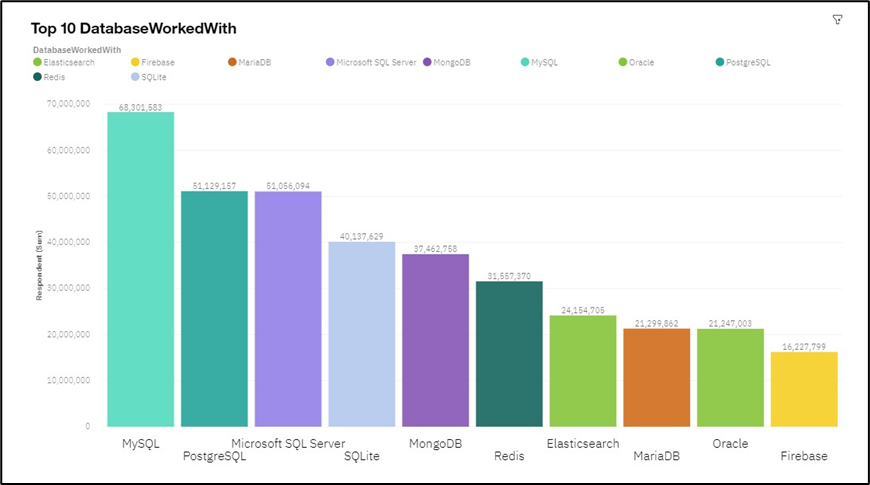 Top 10 DatabaseWorkedWith
DatabaseWorkedWith
Elasticsearch Firebase MariaDB Microsoft SQL Server MongoDB MySQL Oracle PostgreSQL
Redis SQLite
Respondent (Sum)
70,000,000
60,000,000
50,000,000
40,000,000
30,000,000
20,000,000
10,000,000
0
68,301,583
51,129,157
51,056,094
40,137,629
37,462,758
31,557,370
24,154,705
21,299,862
21,247,003
16,227,799
MySQL Microsoft SQL Server MongoDB Elasticsearch Oracle
PostgreSQL SQLite Redis MariaDB Firebase